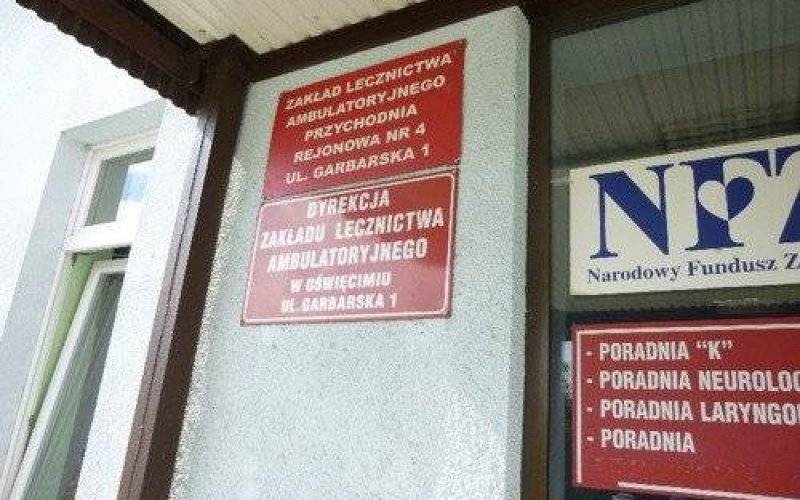 ZAKŁAD LECZNICTWA
AMBULATORYJNEGO
PRZYCHODNIA
REJONOWA NR 4
UL. GARBARSKA 1
DYREKCJA
ZAKŁADU LECZNICTWA
AMBULATORYJNEGO
W OŚWIĘCIMIU
UL. GARBARSKA 1
NFZ
Narodowy Fundusz Z
- PORADNIA "K"
- PORADNIA NEUROLOG
- PORADNIA LARYNGO
- PORADNIA